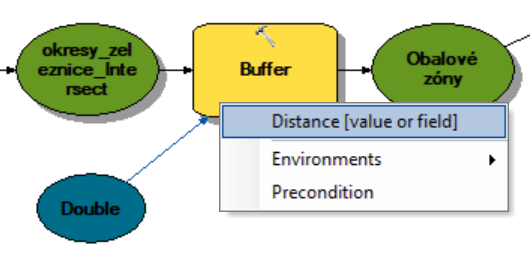 okresy_zel
eznice_Inte
rsect
Buffer
Obalové
zóny
Distance [value or field]
Environments
Precondition
Double